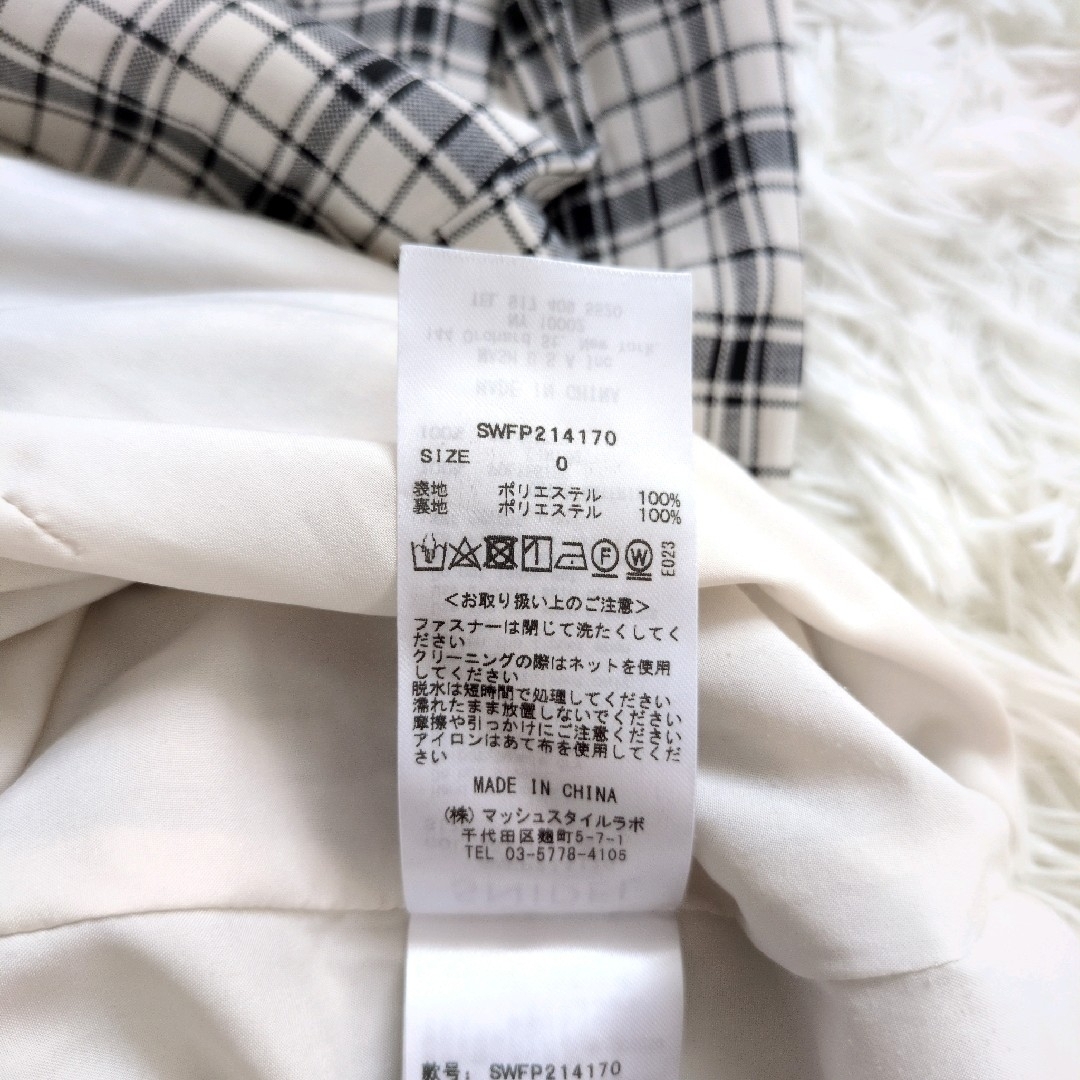 SWFP214170
SIZE 0
表地 ポリエステル 100%
裏地 ポリエステル 100%
F W E023
<お取り扱い上のご注意>
ファスナーは閉じて洗たくしてく
ださい
クリーニングの際はネットを使用
してください
脱水は短時間で処理してください
濡れたまま放置しないでください
摩擦や引っかけにご注意ください
アイロンはあて布を使用してくだ
さい
MADE IN CHINA
(株)マッシュスタイルラボ
千代田区麹町5-7-1
TEL 03-5778-4105
款号: SWFP214170